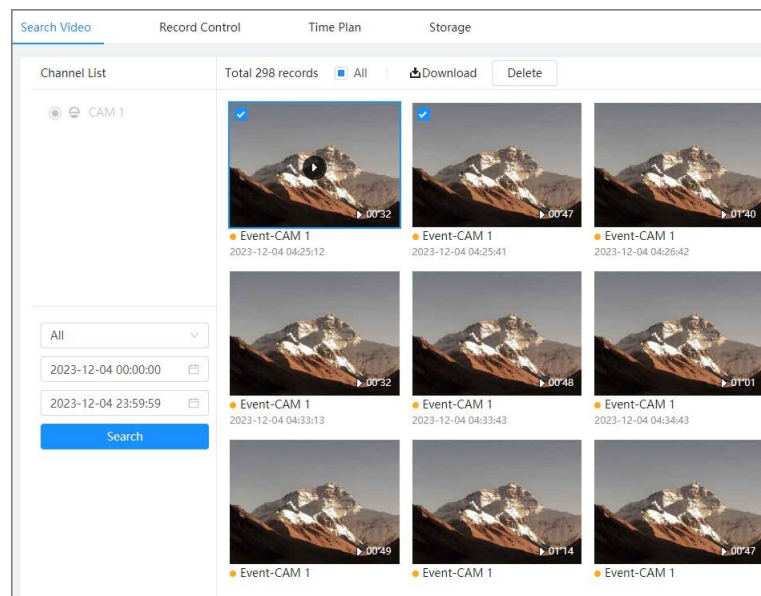 Search Video Record Control Time Plan Storage
Channel List
Total 298 records All Download Delete
CAM 1
00'32 00'47 01'40
Event-CAM 1 Event-CAM 1 Event-CAM 1
2023-12-04 04:25:12 2023-12-04 04:25:41 2023-12-04 04:26:42
All
2023-12-04 00:00:00
00'32 00'48 01'01
2023-12-04 23:59:59
Event-CAM 1 Event-CAM 1 Event-CAM 1
2023-12-04 04:33:13 2023-12-04 04:33:43 2023-12-04 04:34:43
Search
00'49 01'14 00'47
Event-CAM 1 Event-CAM 1 Event-CAM 1